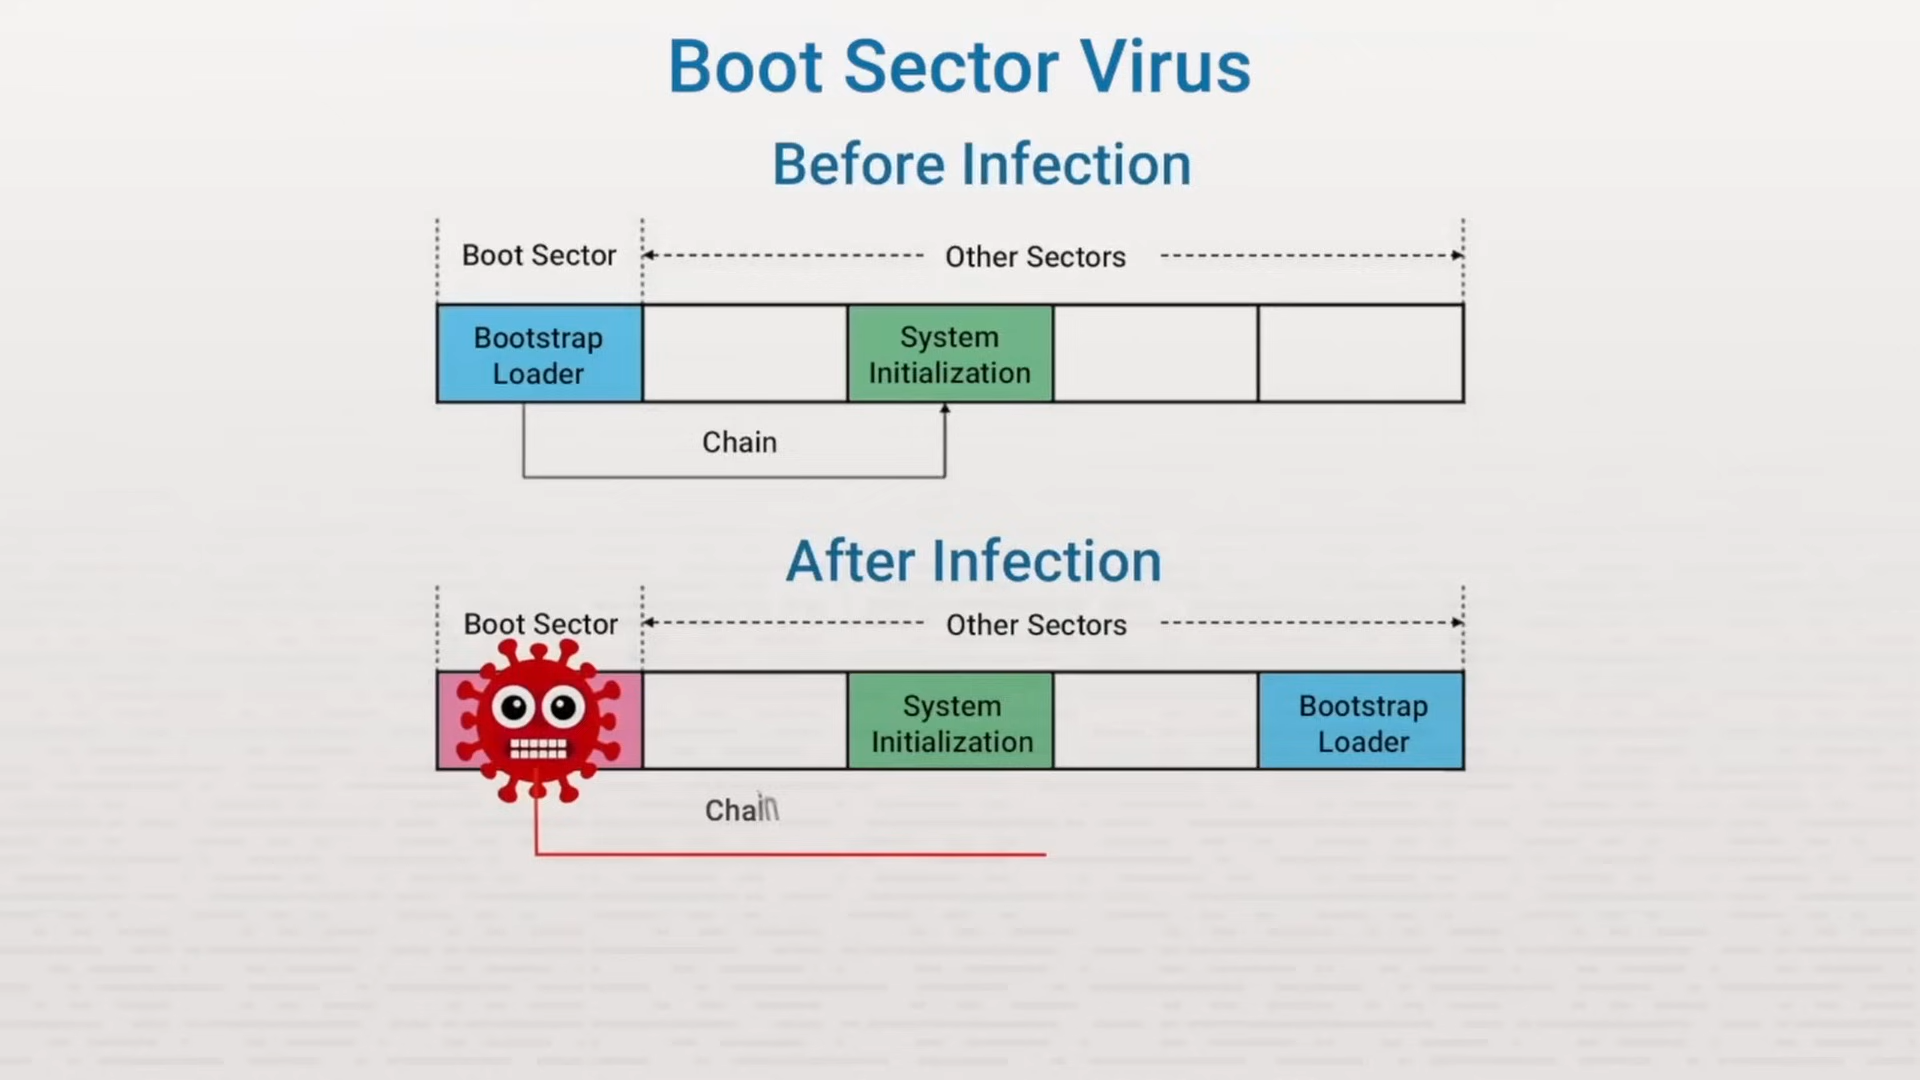 Boot Sector Virus
Before Infection
Boot Sector
Other Sectors
Bootstrap
Loader
System
Initialization
Chain
After Infection
Boot Sector
Other Sectors
System
Initialization
Bootstrap
Loader
Chain